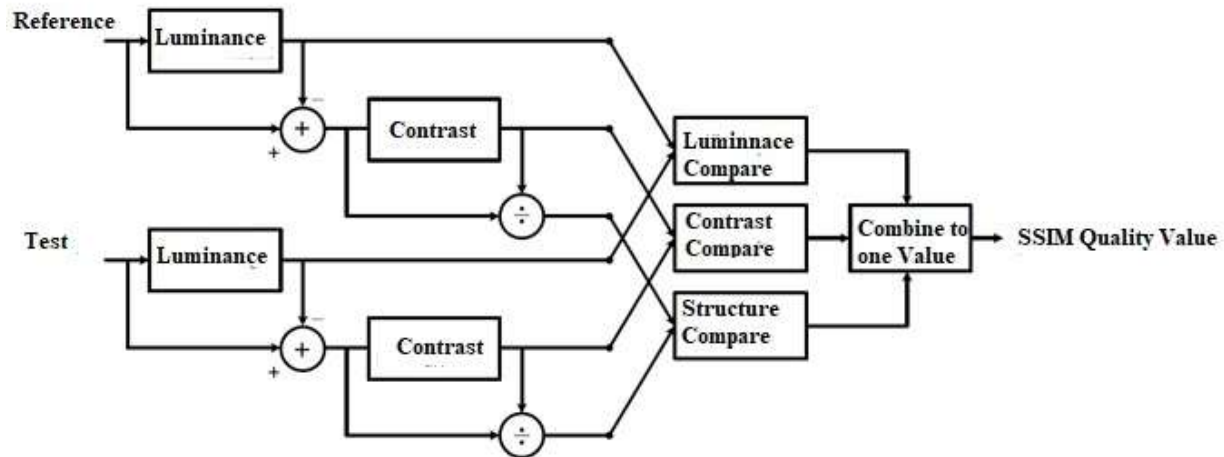 Reference
Luminance
−
+
+
Contrast
÷
Luminnace
Compare
Contrast
Compare
Structure
Compare
Combine to
one Value
SSIM Quality Value
Test
Luminance
−
+
+
Contrast
÷